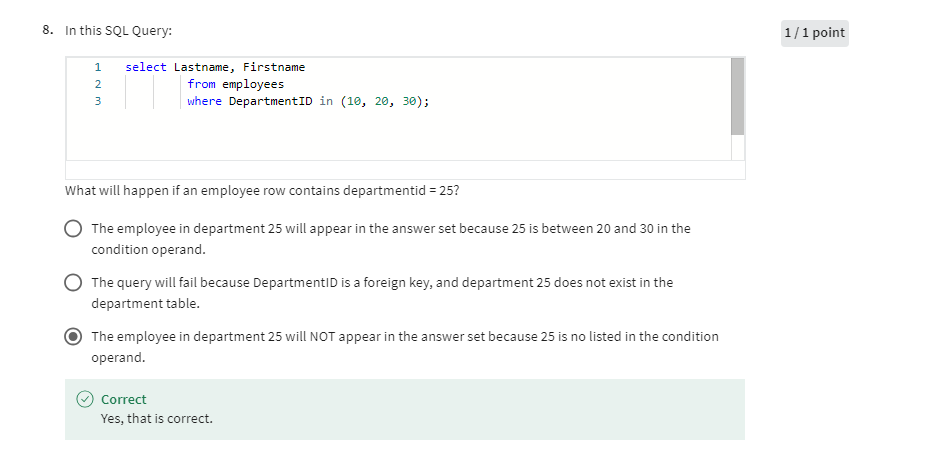 8. In this SQL Query:
1 / 1 point
1 select Lastname, Firstname
2 from employees
3 where DepartmentID in (10, 20, 30);
What will happen if an employee row contains departmentid = 25?
The employee in department 25 will appear in the answer set because 25 is between 20 and 30 in the
condition operand.
The query will fail because DepartmentID is a foreign key, and department 25 does not exist in the
department table.
The employee in department 25 will NOT appear in the answer set because 25 is no listed in the condition
operand.
Correct
Yes, that is correct.